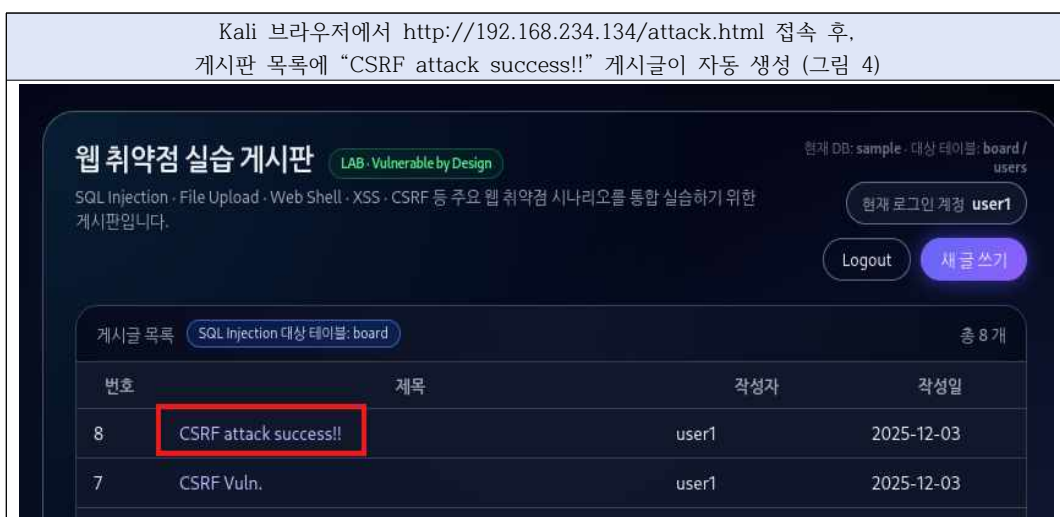 Kali 브라우저에서 http://192.168.234.134/attack.html 접속 후,
게시판 목록에 “CSRF attack success!!” 게시글이 자동 생성 (그림 4)
웹 취약점 실습 게시판 LAB · Vulnerable by Design
현재 DB: sample · 대상 테이블: board /
users
SQL Injection · File Upload · Web Shell · XSS · CSRF 등 주요 웹 취약점 시나리오를 통합 실습하기 위한
게시판입니다.
현재 로그인 계정 user1
Logout 새 글 쓰기
게시글 목록 SQL Injection 대상 테이블: board 총 8 개
번호 제목 작성자 작성일
8 CSRF attack success!! user1 2025-12-03
7 CSRF Vuln. user1 2025-12-03